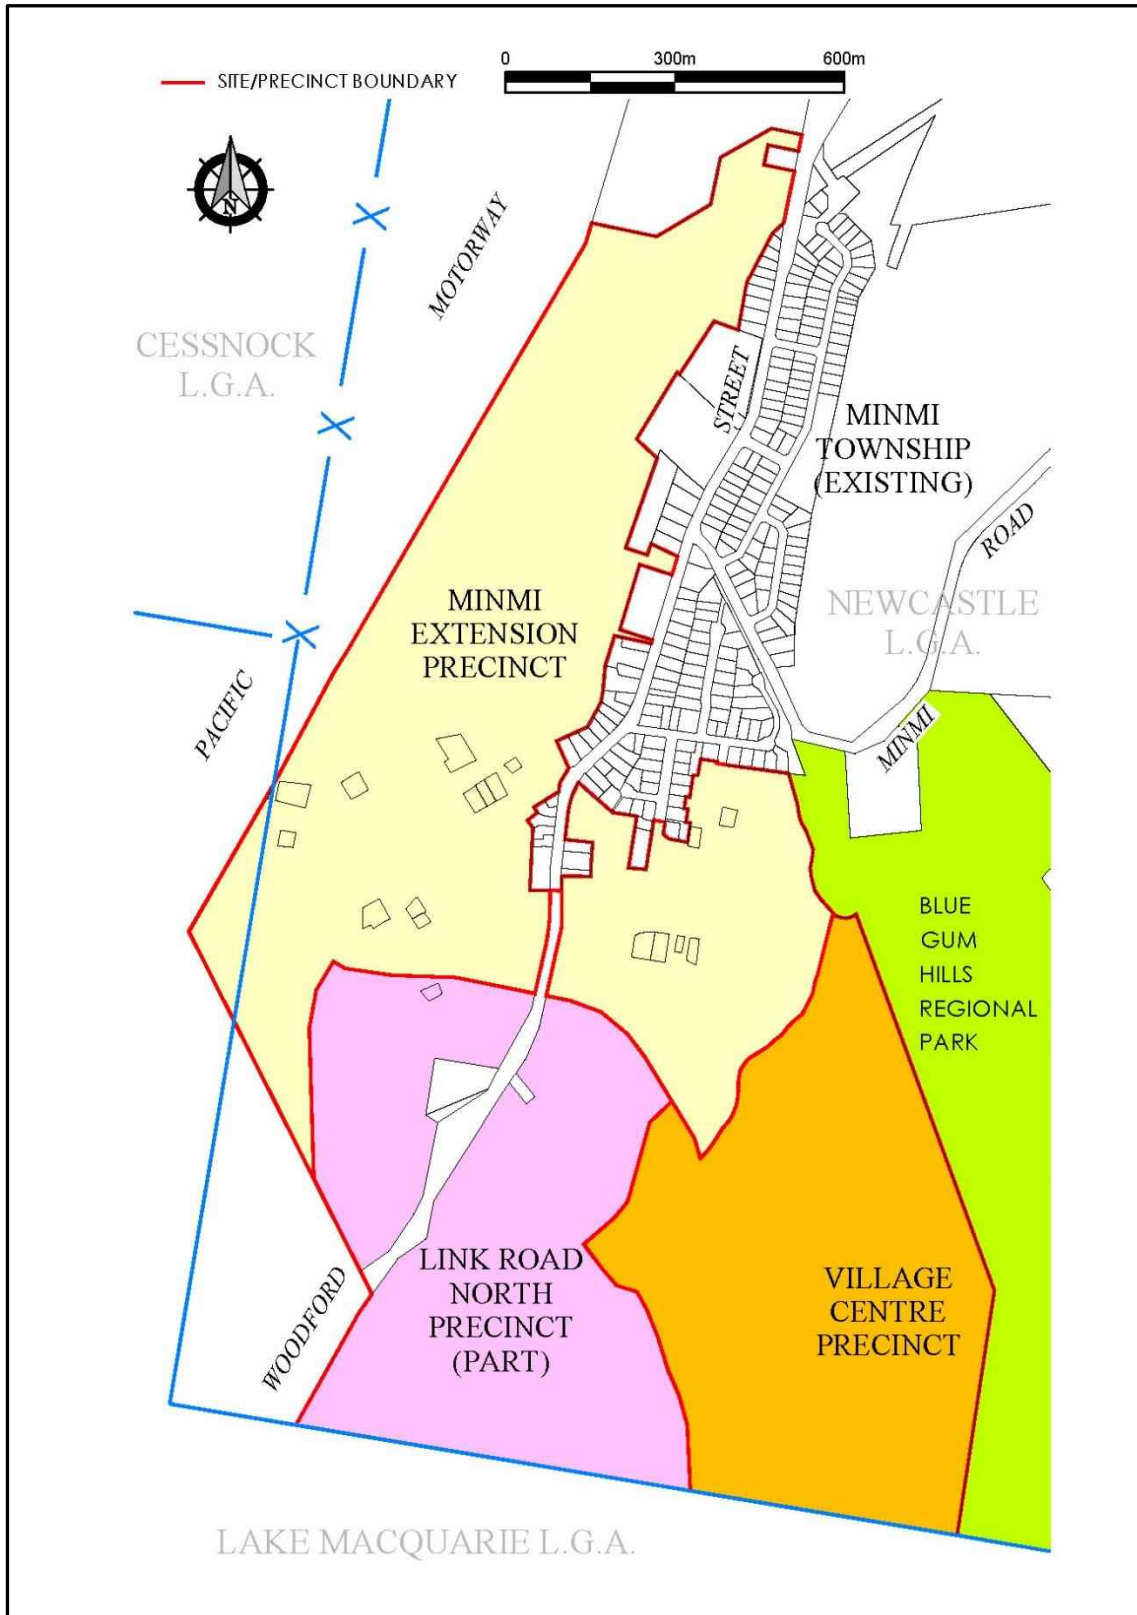 0 300m 600m
SITE/PRECINCT BOUNDARY
N
MOTORWAY
CESSNOCK
L.G.A.
STREET
MINMI
TOWNSHIP
(EXISTING)
ROAD
MINMI
EXTENSION
PRECINCT
NEWCASTLE
L.G.A.
PACIFIC
MINMI
BLUE
GUM
HILLS
REGIONAL
PARK
LINK ROAD
NORTH
PRECINCT
(PART)
VILLAGE
CENTRE
PRECINCT
WOODFORD
LAKE MACQUARIE L.G.A.